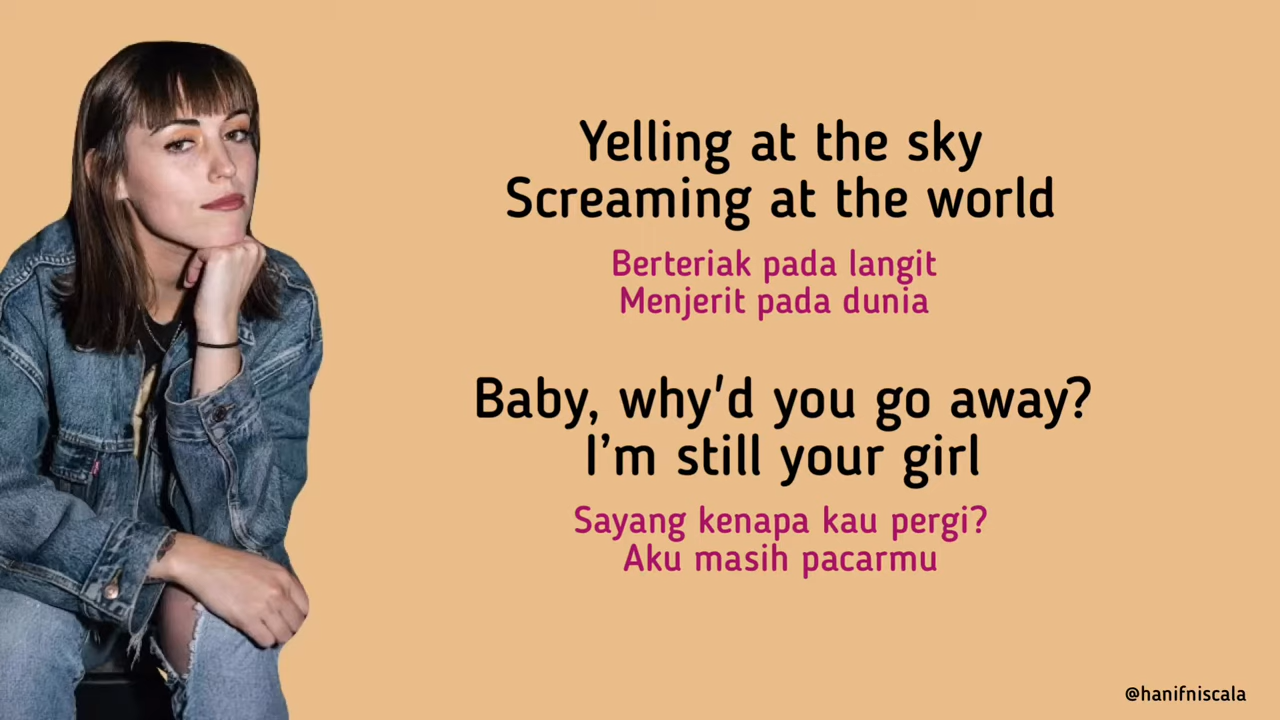 Yelling at the sky
Screaming at the world
Berteriak pada langit
Menjerit pada dunia
Baby, why'd you go away?
I’m still your girl
Sayang kenapa kau pergi?
Aku masih pacarmu
@hanifniscala